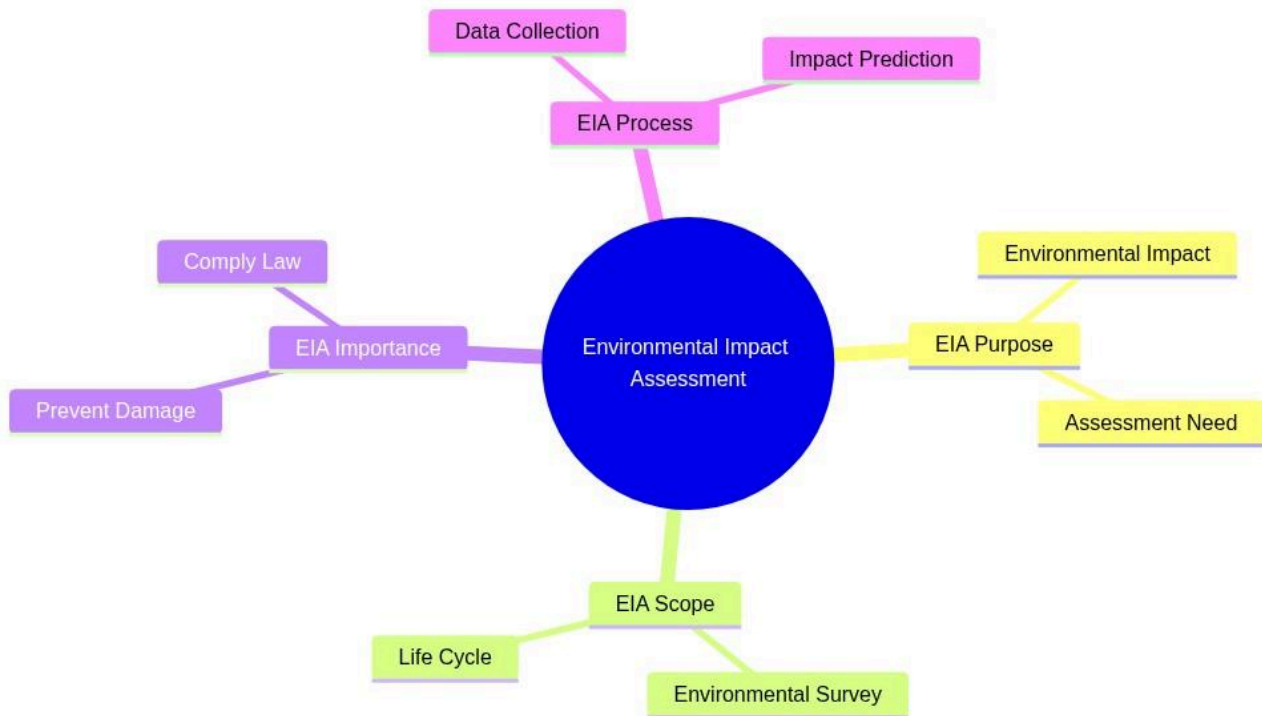 Data Collection
Impact Prediction
EIA Process
Comply Law
Environmental Impact
EIA Importance
Environmental Impact
Assessment
EIA Purpose
Prevent Damage
Assessment Need
EIA Scope
Life Cycle
Environmental Survey